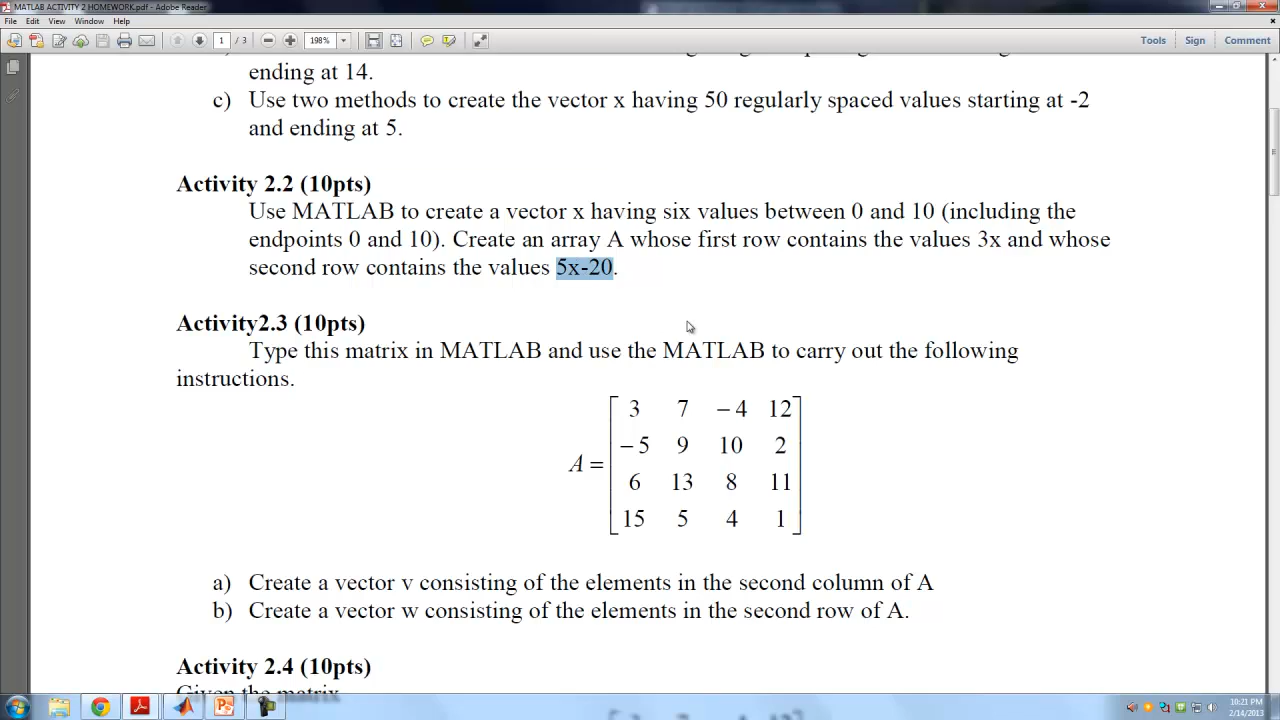 MATLAB ACTIVITY 2 HOMEWORK.pdf - Adobe Reader
File Edit View Window Help
1 / 3 198% Tools Sign Comment
ending at 14.
c) Use two methods to create the vector x having 50 regularly spaced values starting at -2
and ending at 5.
Activity 2.2 (10pts)
Use MATLAB to create a vector x having six values between 0 and 10 (including the
endpoints 0 and 10). Create an array A whose first row contains the values 3x and whose
second row contains the values 5x-20.
Activity2.3 (10pts)
Type this matrix in MATLAB and use the MATLAB to carry out the following
instructions.
3 7 − 4 12
− 5 9 10 2
A =
6 13 8 11
15 5 4 1
a) Create a vector v consisting of the elements in the second column of A
b) Create a vector w consisting of the elements in the second row of A.
Activity 2.4 (10pts)
Given the matrix
10:21 PM
2/14/2013